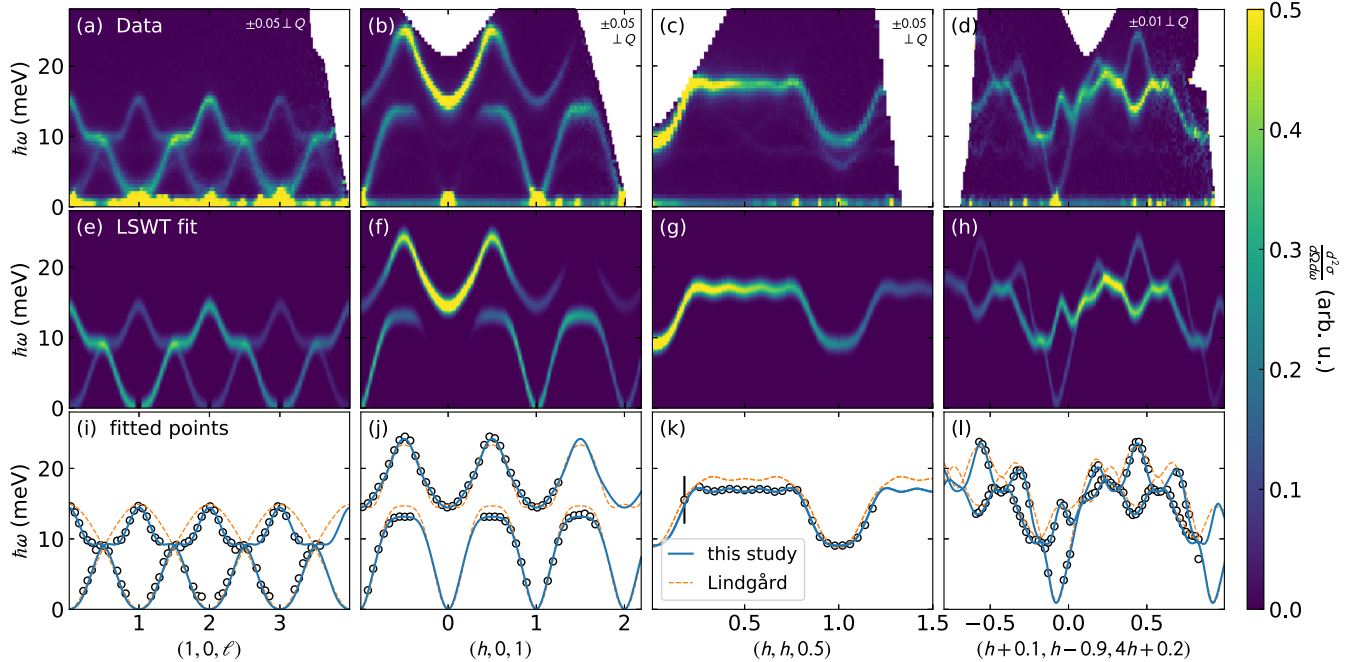 (a) Data
±0.05 ⊥ Q
(b)
±0.05
⊥ Q
(c)
±0.05
⊥ Q
(d)
±0.01 ⊥ Q
ħω (meV)
20
10
0
(e) LSWT fit
(f)
(g)
(h)
ħω (meV)
20
10
0
(i) fitted points
(j)
(k)
(l)
ħω (meV)
20
10
0
this study
Lindgård
1
2
3
0
1
2
0.5
1.0
1.5
−0.5
0.0
0.5
(1, 0, ℓ)
(h, 0, 1)
(h, h, 0.5)
(h + 0.1, h − 0.9, 4h + 0.2)
0.5
0.4
0.3
0.2
0.1
0.0
d²σ/dΩdω (arb. u.)